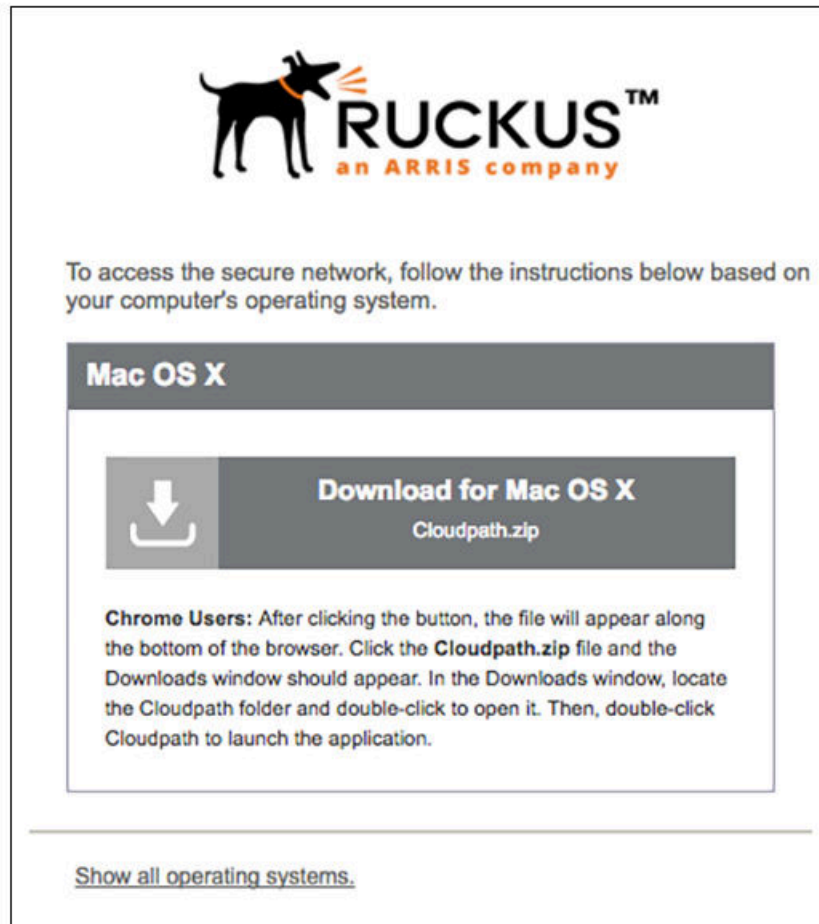 RUCKUS™
an ARRIS company
To access the secure network, follow the instructions below based on
your computer's operating system.
Mac OS X
Download for Mac OS X
Cloudpath.zip
Chrome Users: After clicking the button, the file will appear along
the bottom of the browser. Click the Cloudpath.zip file and the
Downloads window should appear. In the Downloads window, locate
the Cloudpath folder and double-click to open it. Then, double-click
Cloudpath to launch the application.
Show all operating systems.